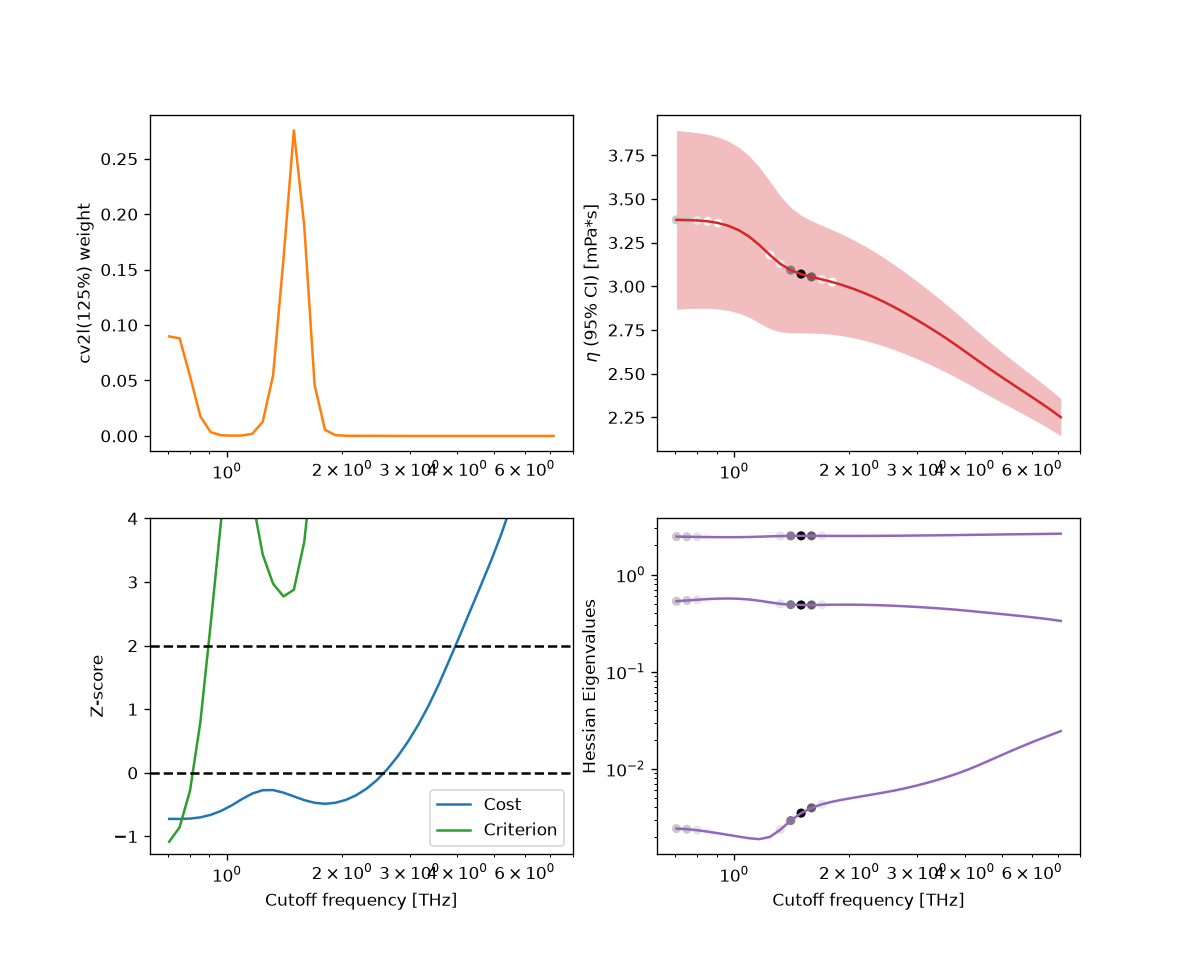 cv2l(125%) weight
0.25
0.20
0.15
0.10
0.05
0.00
10⁰
2 × 10⁰
3 × 10⁰
4 × 10⁰
6 × 10⁰
η (95% CI) [mPa*s]
3.75
3.50
3.25
3.00
2.75
2.50
2.25
10⁰
2 × 10⁰
3 × 10⁰
4 × 10⁰
6 × 10⁰
Z-score
4
3
2
1
0
−1
Cost
Criterion
10⁰
2 × 10⁰
3 × 10⁰
4 × 10⁰
6 × 10⁰
Cutoff frequency [THz]
Hessian Eigenvalues
10⁰
10⁻¹
10⁻²
10⁰
2 × 10⁰
3 × 10⁰
4 × 10⁰
6 × 10⁰
Cutoff frequency [THz]